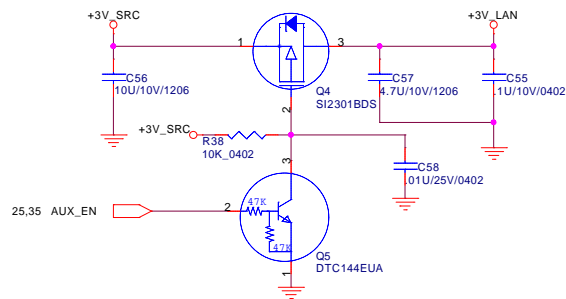 +3V_SRC
+3V_LAN
1
3
C56
10U/10V/1206
C57
4.7U/10V/1206
C55
.1U/10V/0402
Q4
SI2301BDS
2
+3V_SRC
R38
10K_0402
3
C58
.01U/25V/0402
25,35 AUX_EN
2
47K
47K
Q5
DTC144EUA
1